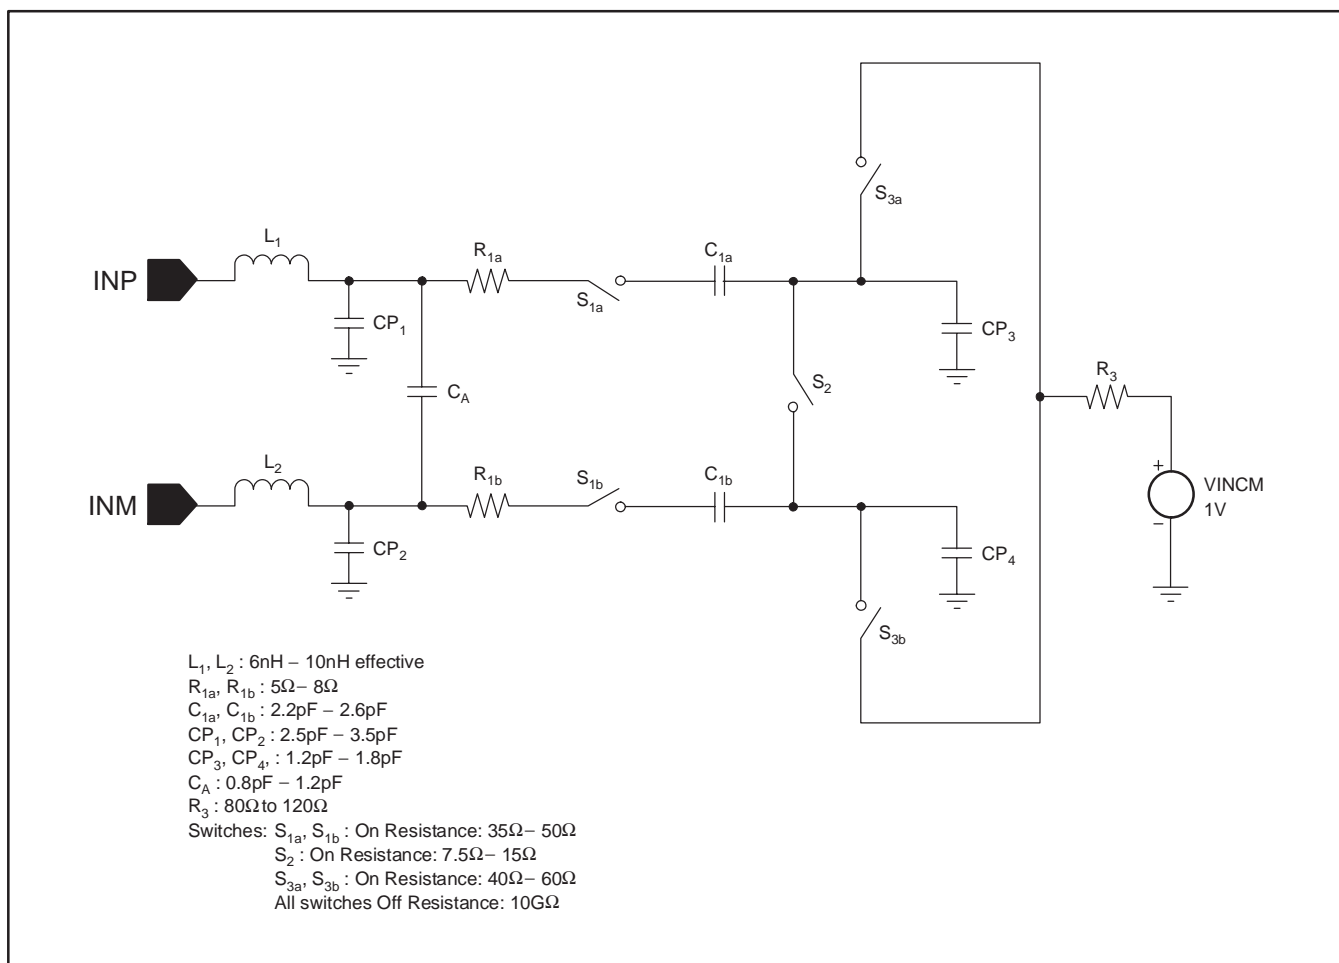 S3a
L1
R1a
C1a
INP
S1a
CP1
CP3
CA
S2
R3
L2
R1b
S1b
C1b
+
VINCM
1V
−
INM
CP2
CP4
S3b
L1, L2 : 6nH − 10nH effective
R1a, R1b : 5Ω − 8Ω
C1a, C1b : 2.2pF − 2.6pF
CP1, CP2 : 2.5pF − 3.5pF
CP3, CP4, : 1.2pF − 1.8pF
CA : 0.8pF − 1.2pF
R3 : 80Ω to 120Ω
Switches: S1a, S1b : On Resistance: 35Ω − 50Ω
S2 : On Resistance: 7.5Ω − 15Ω
S3a, S3b : On Resistance: 40Ω − 60Ω
All switches Off Resistance: 10GΩ